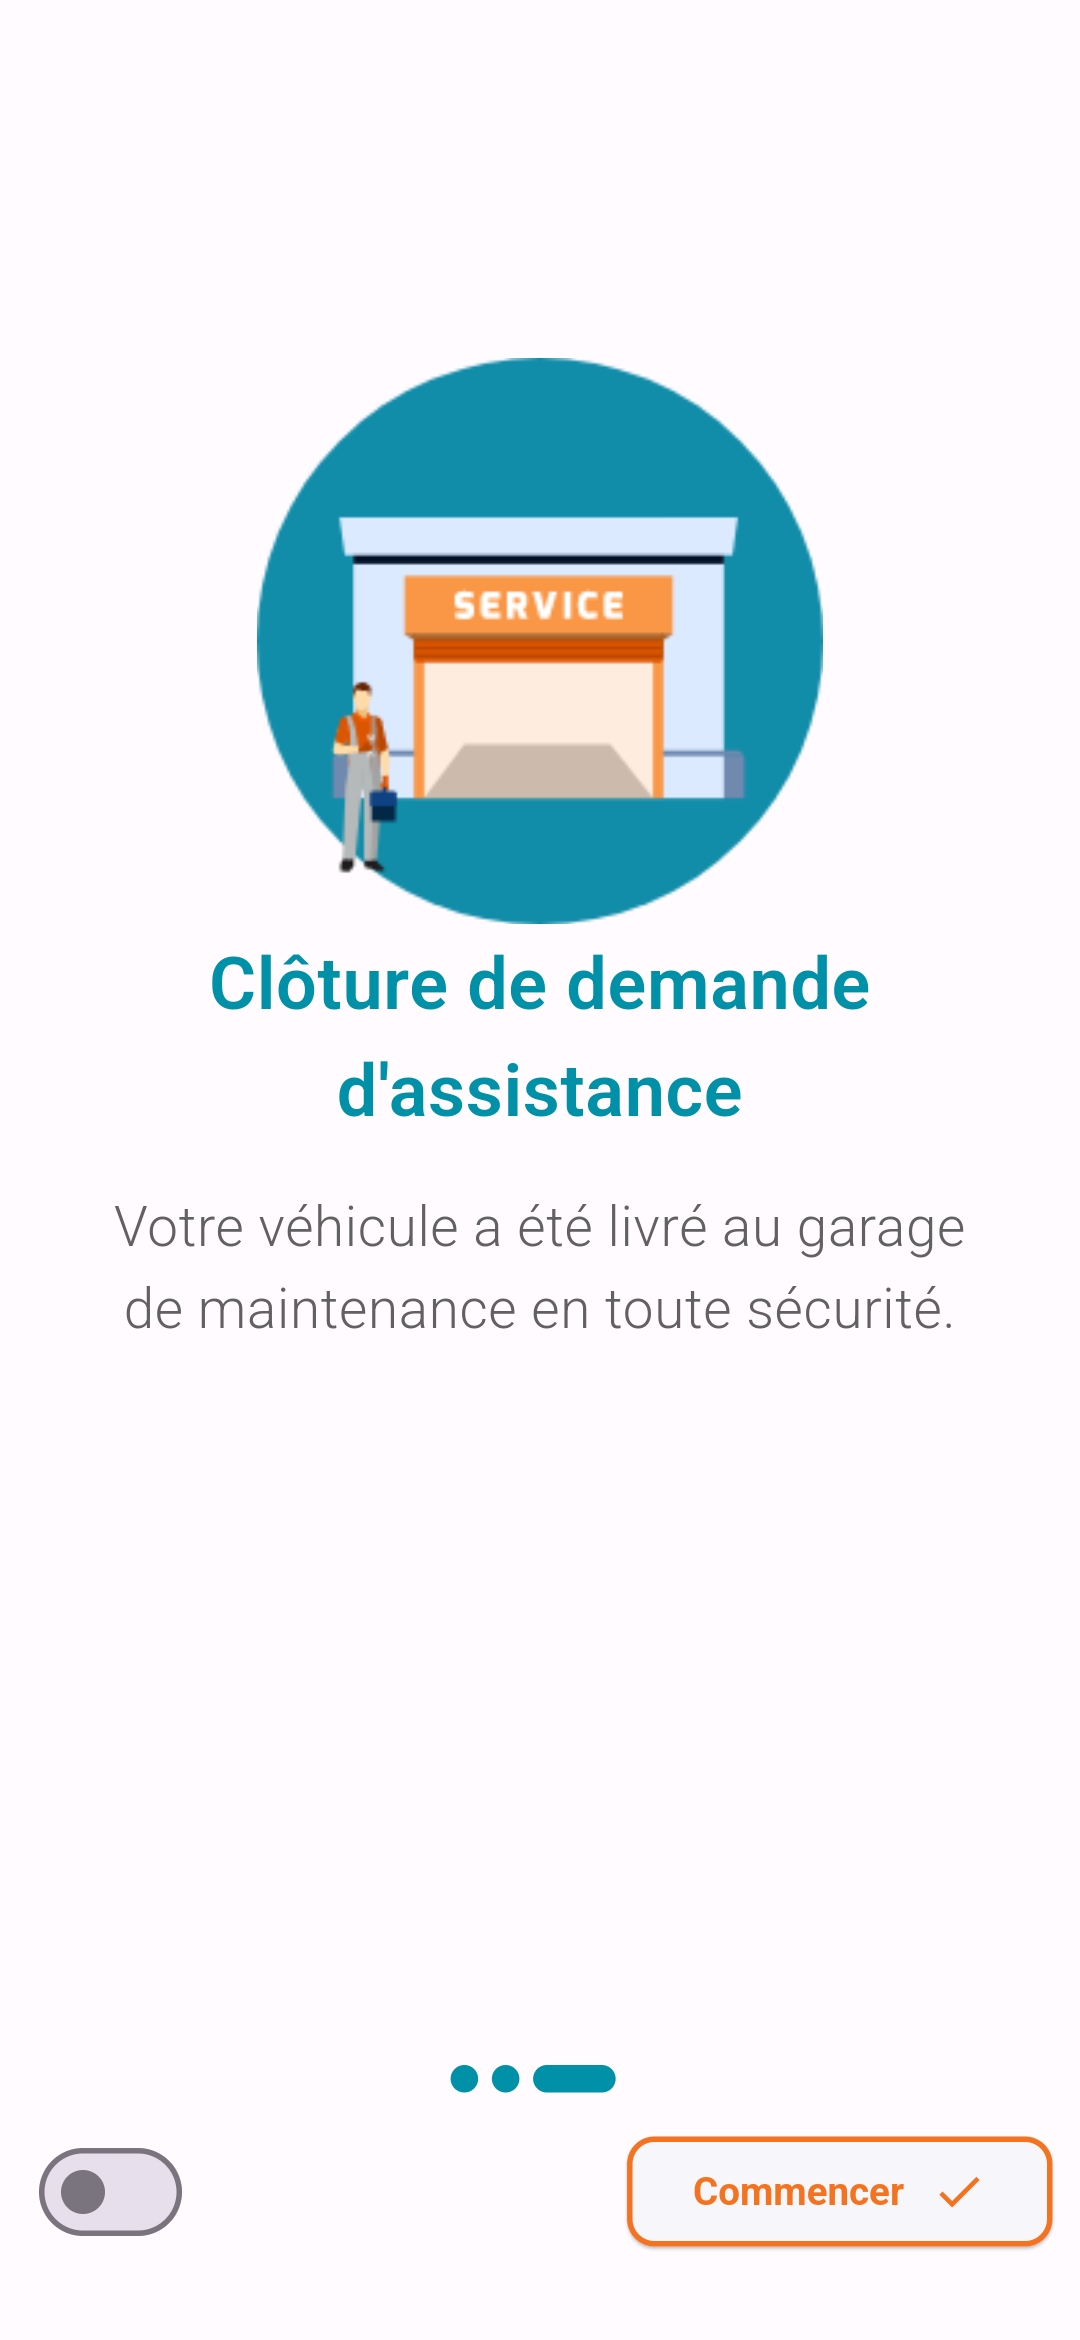 SERVICE
Clôture de demande
d'assistance
Votre véhicule a été livré au garage
de maintenance en toute sécurité.
Commencer